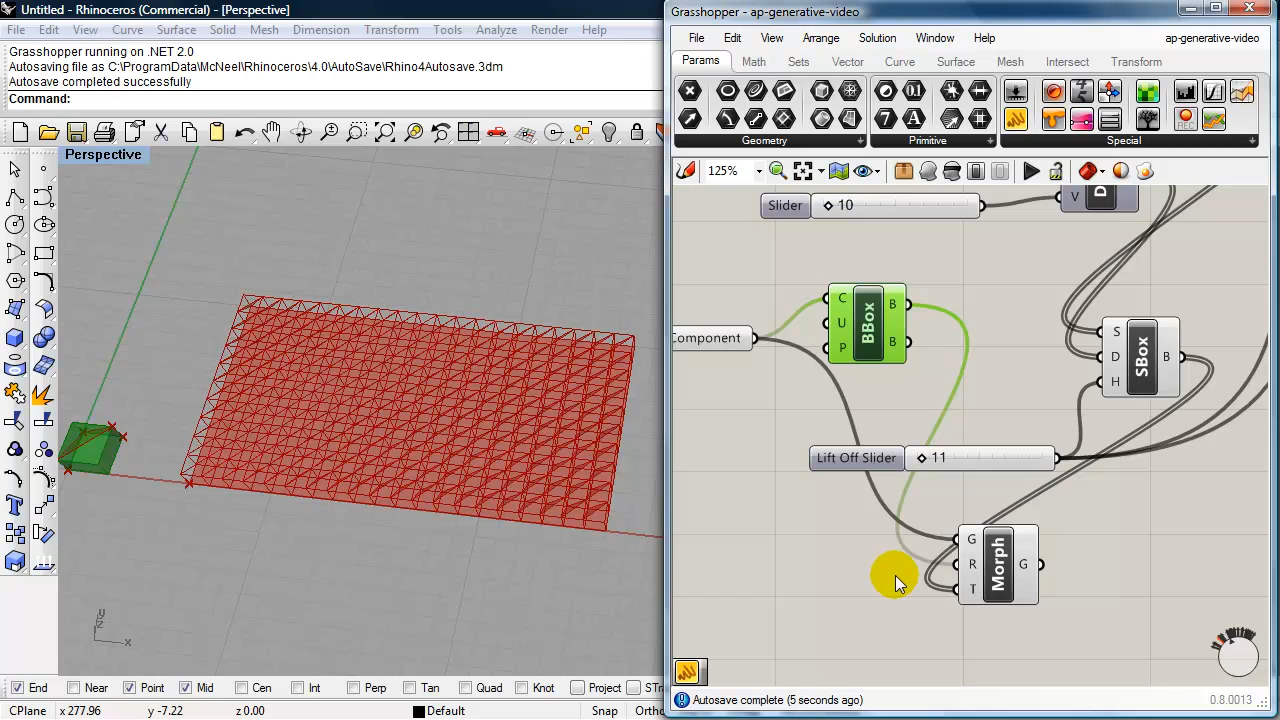 Untitled - Rhinoceros (Commercial) - [Perspective]
File Edit View Curve Surface Solid Mesh Dimension Transform Tools Analyze Render Help
Grasshopper running on .NET 2.0
Autosaving file as C:\ProgramData\McNeel\Rhinoceros\4.0\AutoSave\Rhino4Autosave.3dm
Autosave completed successfully
Command:
Perspective
y
z
x
End Near Point Mid Cen Int Perp Tan Quad Knot Project
CPlane x 277.96 y -7.22 z 0.00 Default Snap
Grasshopper - ap-generative-video
File Edit View Arrange Solution Window Help ap-generative-video
Params Math Sets Vector Curve Surface Mesh Intersect Transform
Geometry Primitive Special
125%
Slider 10
V D
C U P BBox B B
Component
S D H SBox B
Lift Off Slider 11
G R T Morph G
Autosave complete (5 seconds ago) 0.8.0013